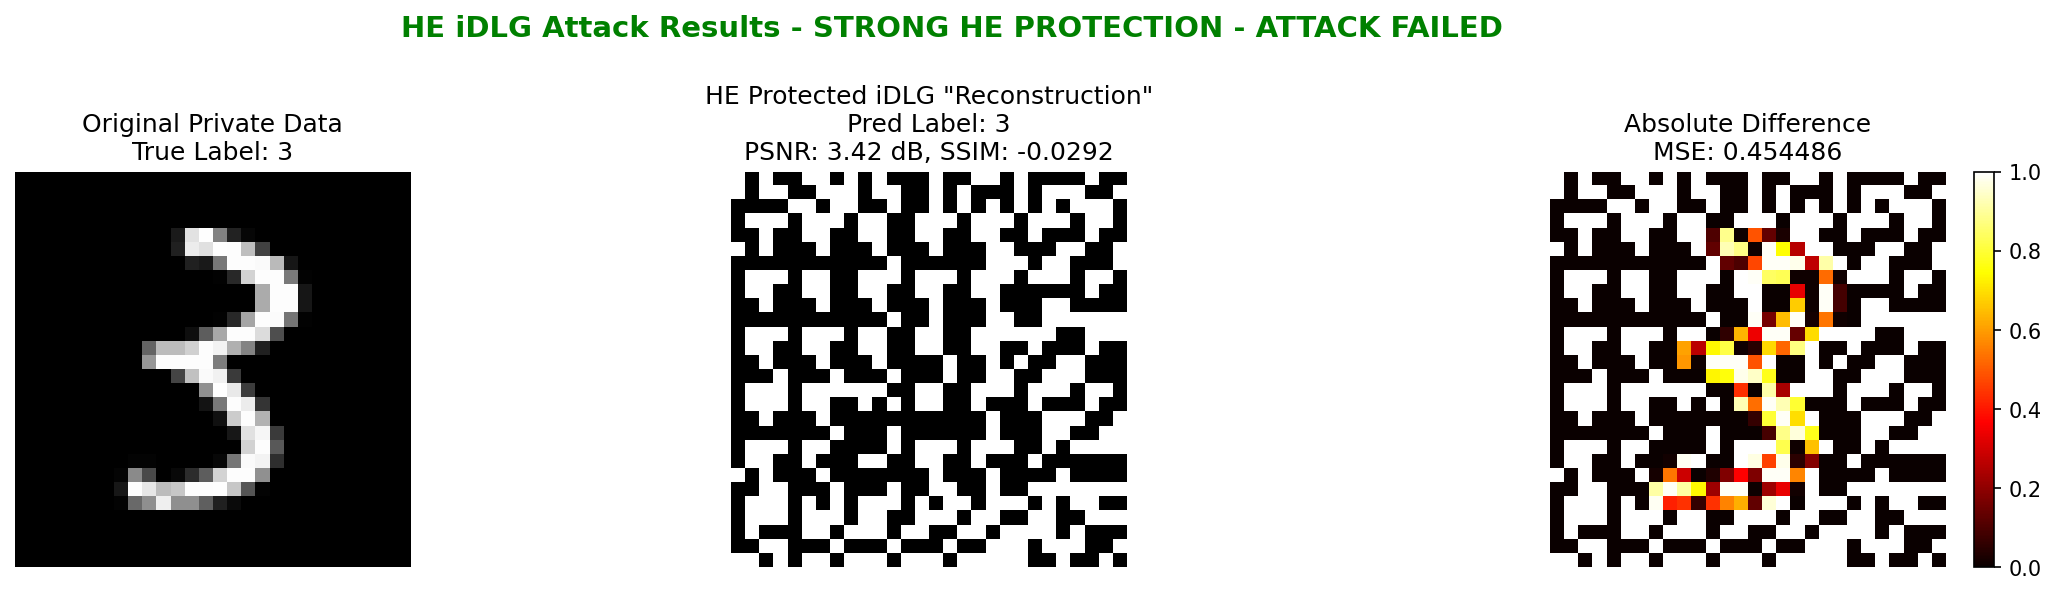 HE iDLG Attack Results - STRONG HE PROTECTION - ATTACK FAILED
Original Private Data
True Label: 3
HE Protected iDLG "Reconstruction"
Pred Label: 3
PSNR: 3.42 dB, SSIM: -0.0292
Absolute Difference
MSE: 0.454486
1.0
0.8
0.6
0.4
0.2
0.0